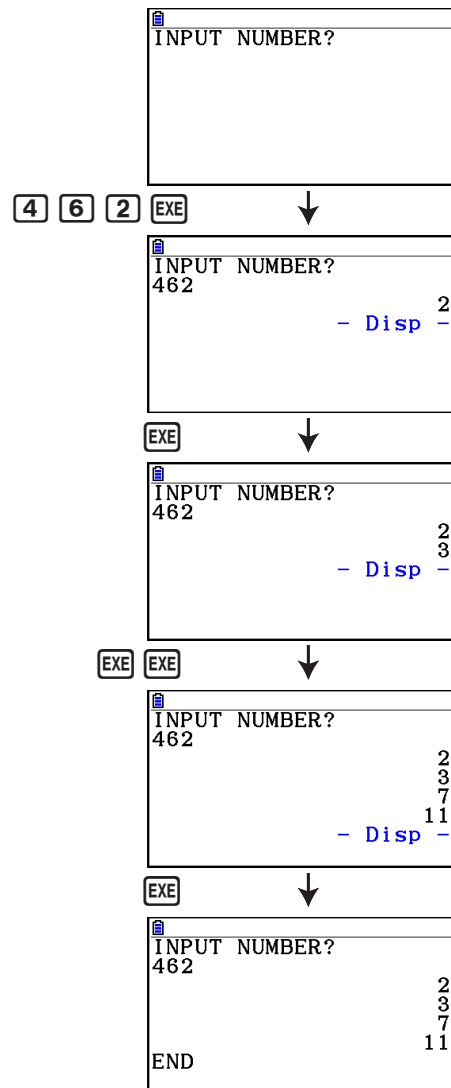 INPUT NUMBER?
4 6 2 EXE
INPUT NUMBER?
462
2
- Disp -
EXE
INPUT NUMBER?
462
2
3
- Disp -
EXE EXE
INPUT NUMBER?
462
2
3
7
11
- Disp -
EXE
INPUT NUMBER?
462
2
3
7
11
END